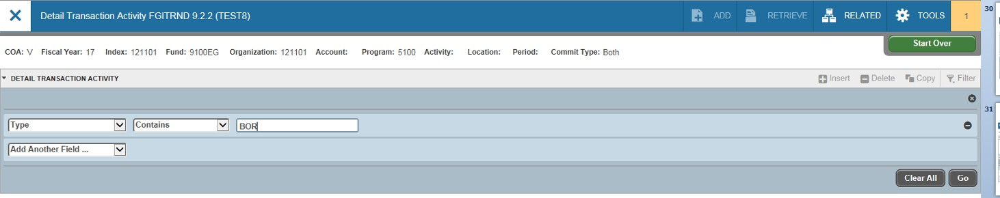 Detail Transaction Activity FGITRND 9.2.2 (TEST8) ADD RETRIEVE RELATED TOOLS 1
30
Start Over
COA: V Fiscal Year: 17 Index: 121101 Fund: 9100EG Organization: 121101 Account: Program: 5100 Activity: Location: Period: Commit Type: Both
DETAIL TRANSACTION ACTIVITY Insert Delete Copy Filter
31
Type Contains BOR
Add Another Field ...
Clear All Go